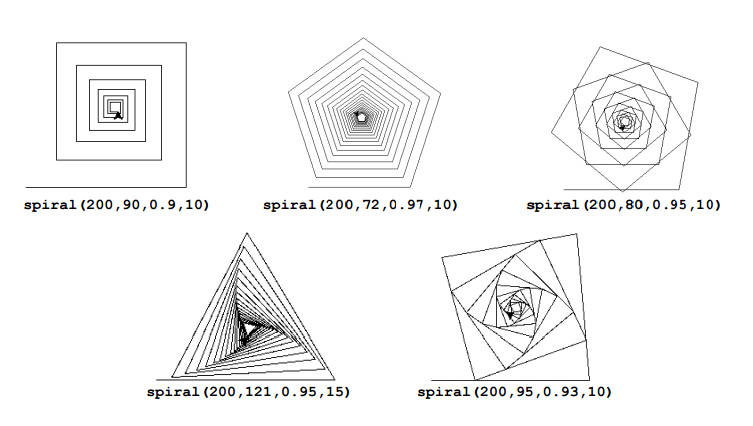 spiral(200,90,0.9,10)
spiral(200,72,0.97,10)
spiral(200,80,0.95,10)
spiral(200,121,0.95,15)
spiral(200,95,0.93,10)